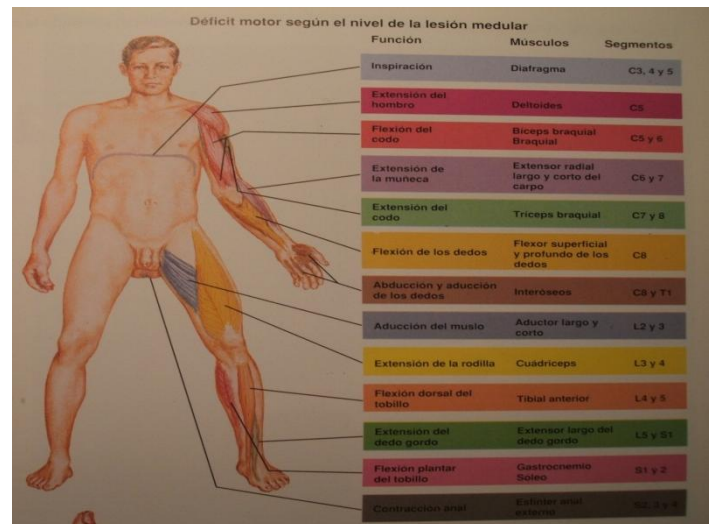 Déficit motor según el nivel de la lesión medular
Función Músculos Segmentos
Inspiración Diafragma C3, 4 y 5
Extensión del
hombro Deltoides C5
Flexión del
codo Bíceps braquial
Braquial C5 y 6
Extensión de
la muñeca Extensor radial
largo y corto del
carpo C6 y 7
Extensión del
codo Tríceps braquial C7 y 8
Flexión de los dedos Flexor superficial
y profundo de los
dedos C8
Abducción y aducción
de los dedos Interóseos C8 y T1
Aducción del muslo Aductor largo y
corto L2 y 3
Extensión de la rodilla Cuádriceps L3 y 4
Flexión dorsal del
tobillo Tibial anterior L4 y 5
Extensión del
dedo gordo Extensor largo del
dedo gordo L5 y S1
Flexión plantar
del tobillo Gastrocnemio
Sóleo S1 y 2
Contracción anal Esfínter anal
externo S2, 3 y 4